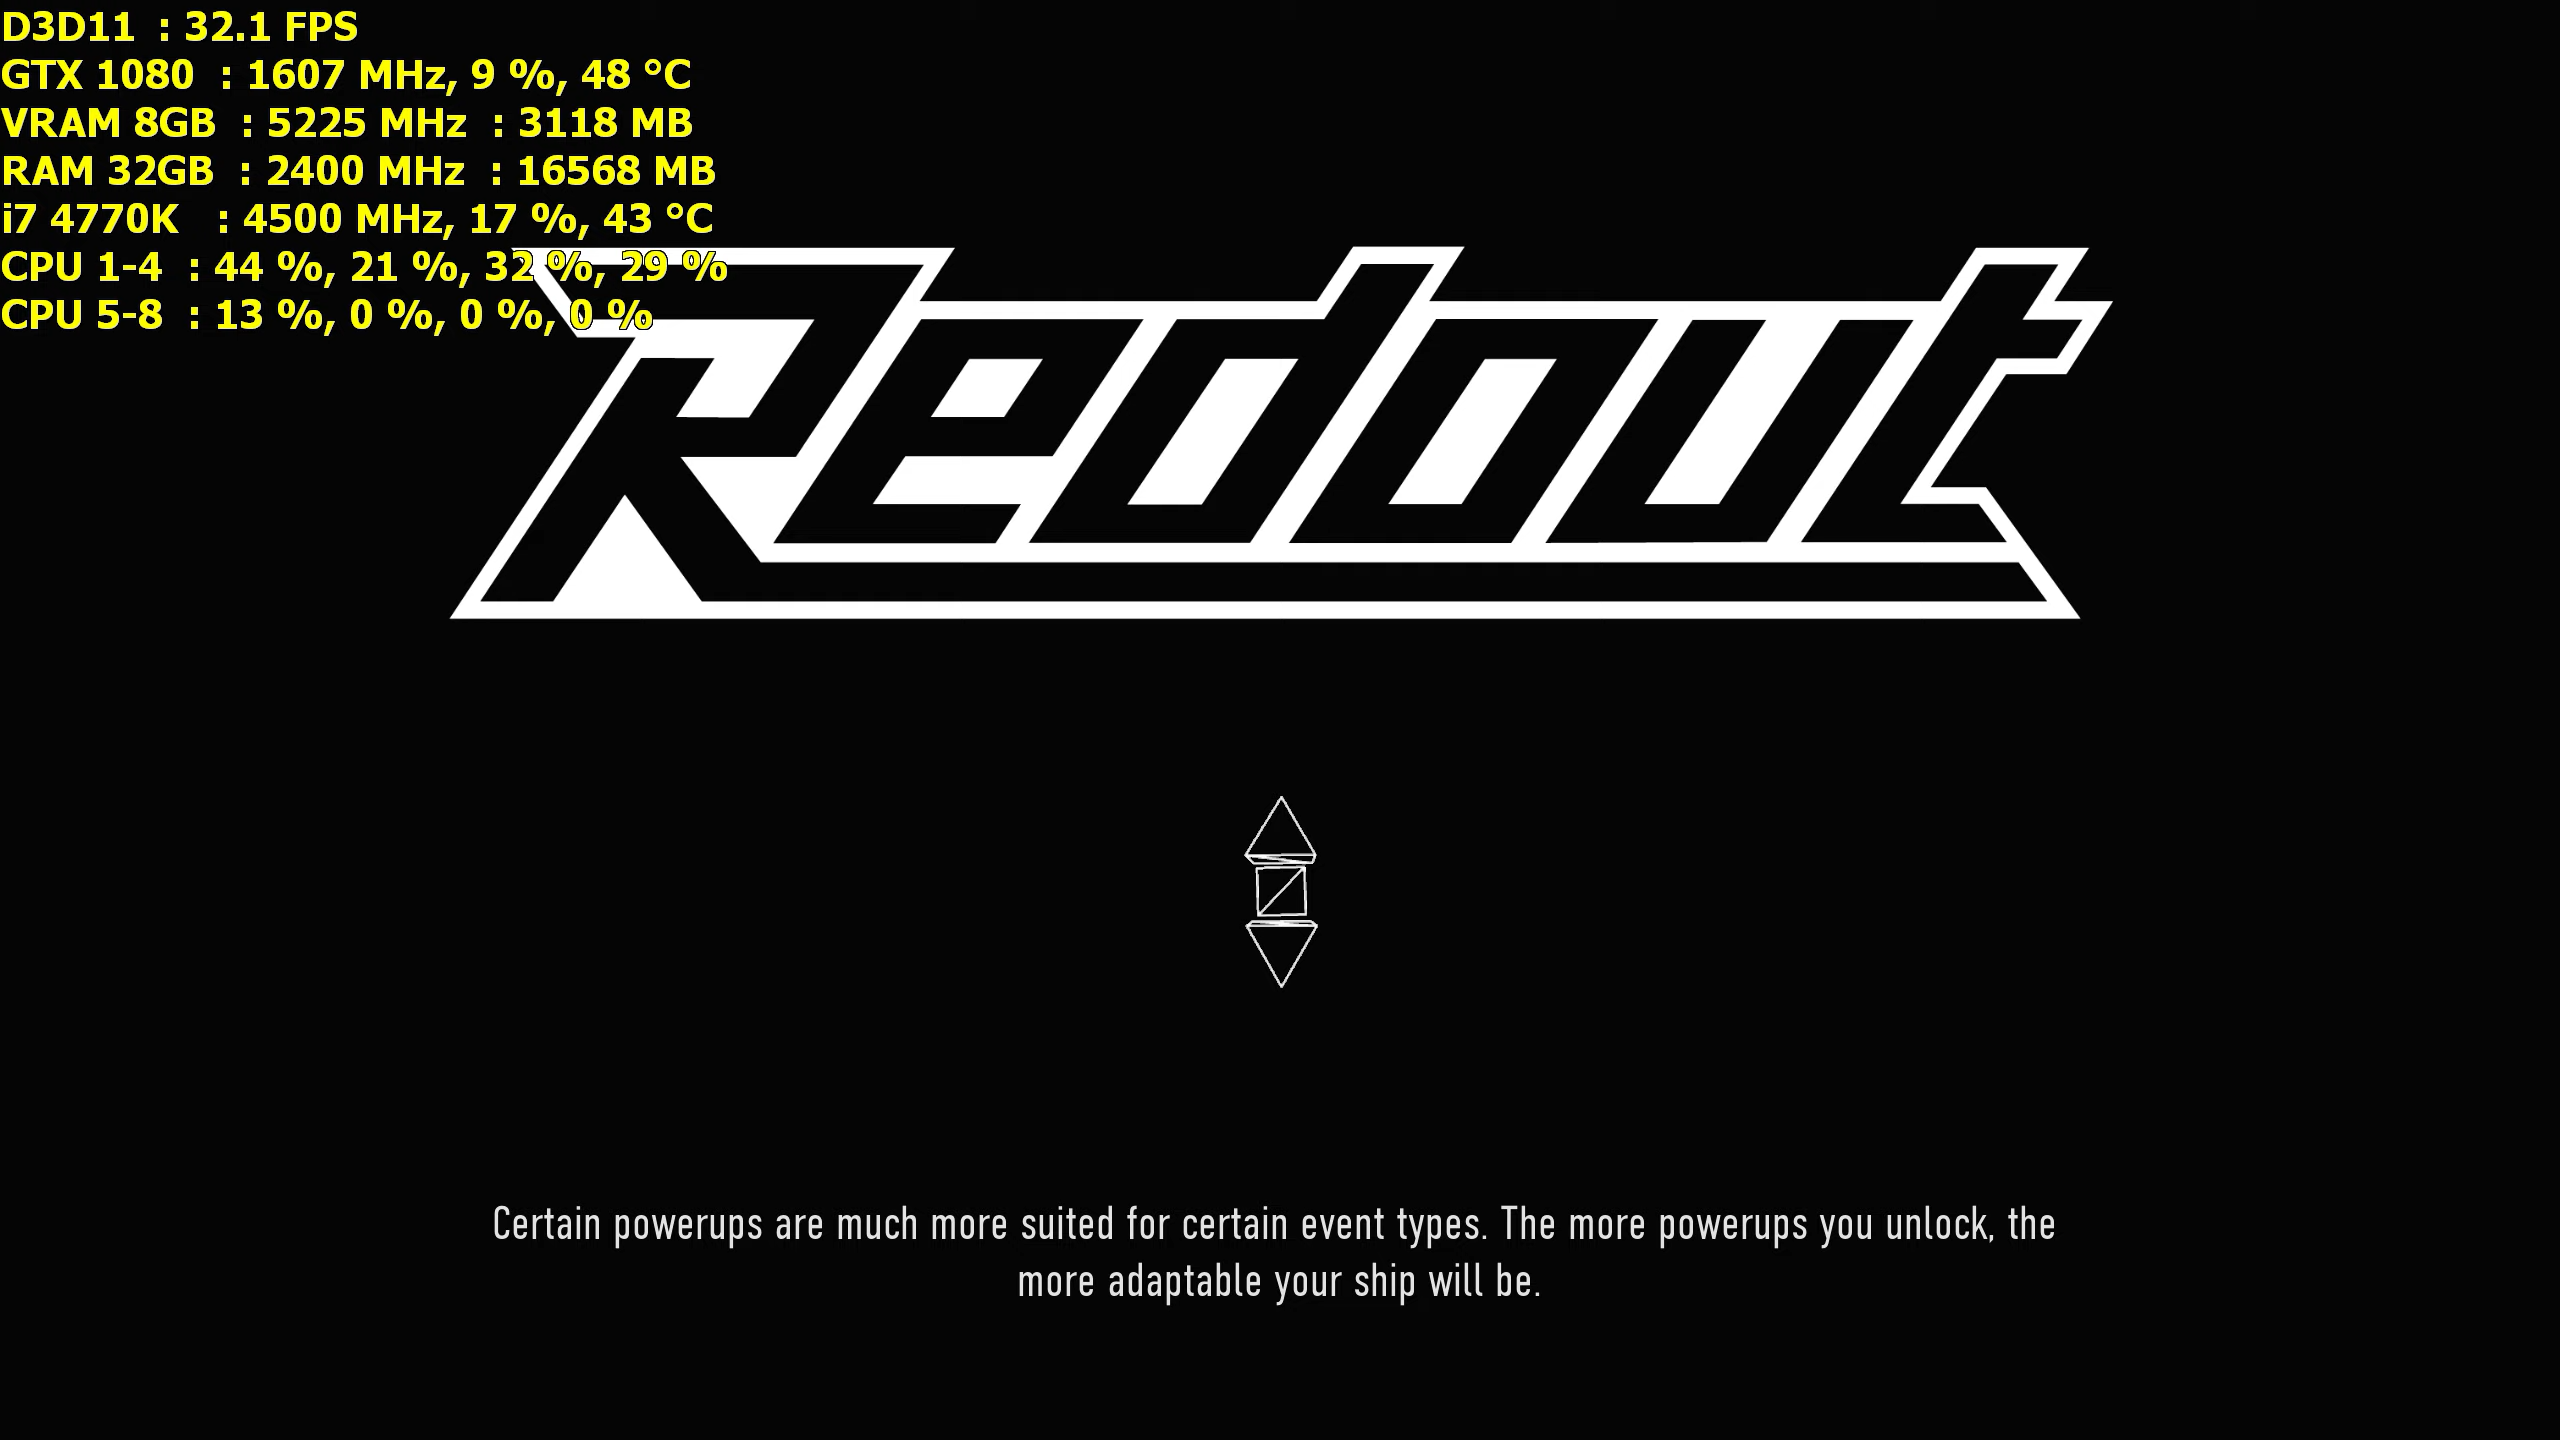 D3D11 : 32.1 FPS
GTX 1080 : 1607 MHz, 9 %, 48 °C
VRAM 8GB : 5225 MHz : 3118 MB
RAM 32GB : 2400 MHz : 16568 MB
i7 4770K : 4500 MHz, 17 %, 43 °C
CPU 1-4 : 44 %, 21 %, 32 %, 29 %
CPU 5-8 : 13 %, 0 %, 0 %, 0 %
Redout
Certain powerups are much more suited for certain event types. The more powerups you unlock, the
more adaptable your ship will be.